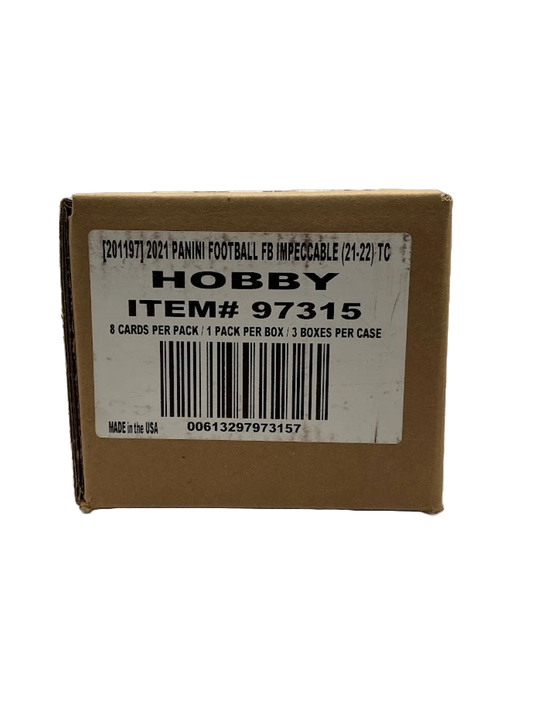 [201197] 2021 PANINI FOOTBALL FB IMPECCABLE (21-22) TC
HOBBY
ITEM# 97315
8 CARDS PER PACK / 1 PACK PER BOX / 3 BOXES PER CASE
MADE in the USA 00613297973157